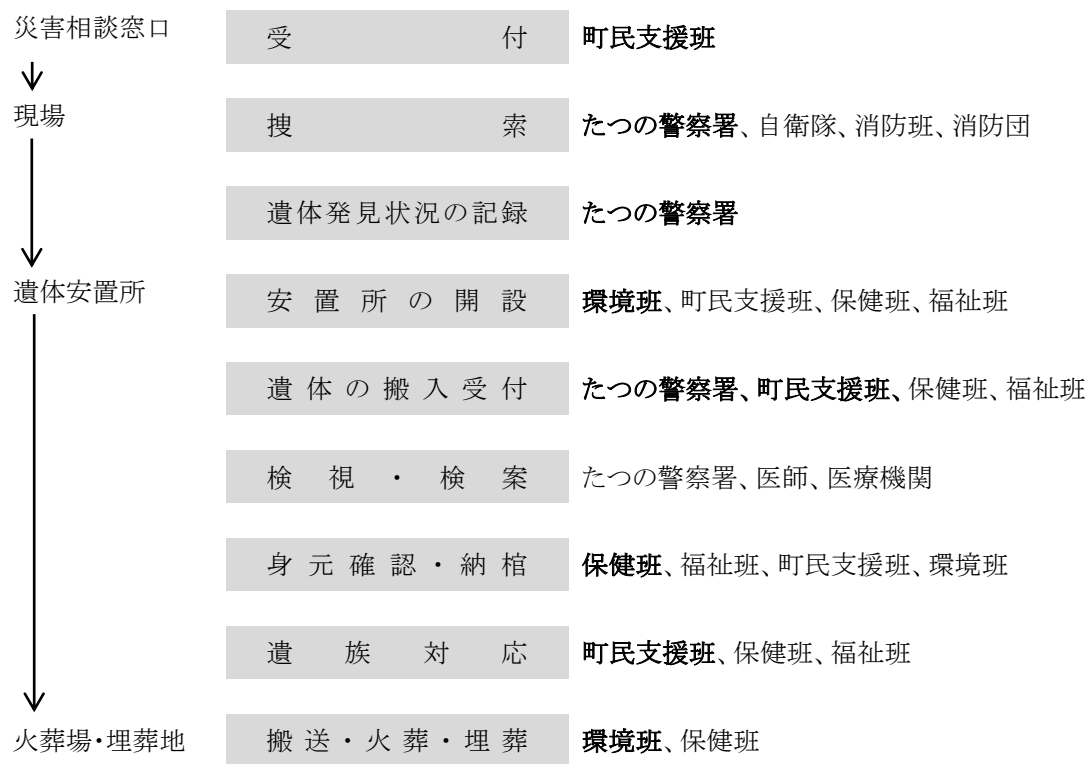 災害相談窓口 受付 町民支援班
現場 捜索 たつの警察署、自衛隊、消防班、消防団
遺体発見状況の記録 たつの警察署
遺体安置所 安置所の開設 環境班、町民支援班、保健班、福祉班
遺体の搬入受付 たつの警察署、町民支援班、保健班、福祉班
検視・検案 たつの警察署、医師、医療機関
身元確認・納棺 保健班、福祉班、町民支援班、環境班
遺族対応 町民支援班、保健班、福祉班
火葬場・埋葬地 搬送・火葬・埋葬 環境班、保健班